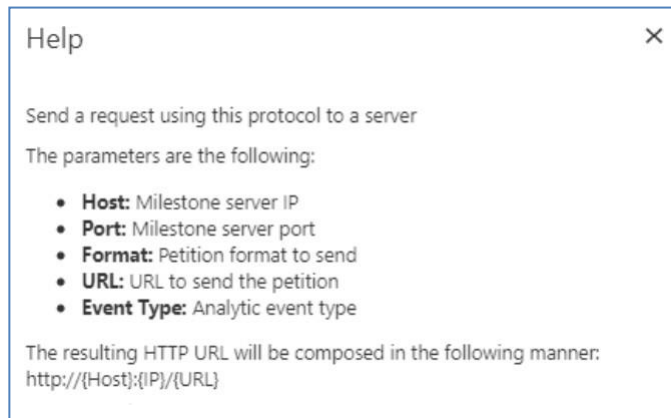 Help
Send a request using this protocol to a server
The parameters are the following:
• Host: Milestone server IP
• Port: Milestone server port
• Format: Petition format to send
• URL: URL to send the petition
• Event Type: Analytic event type
The resulting HTTP URL will be composed in the following manner:
http://{Host}:{IP}/{URL}